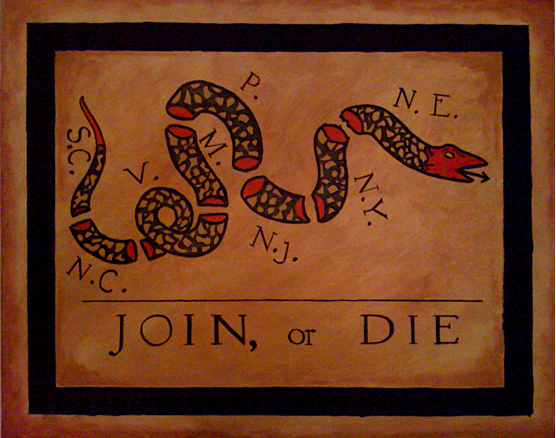 P.
N. E.
S.C.
M.
V.
N.Y.
N.J.
N.C.
JOIN, or DIE